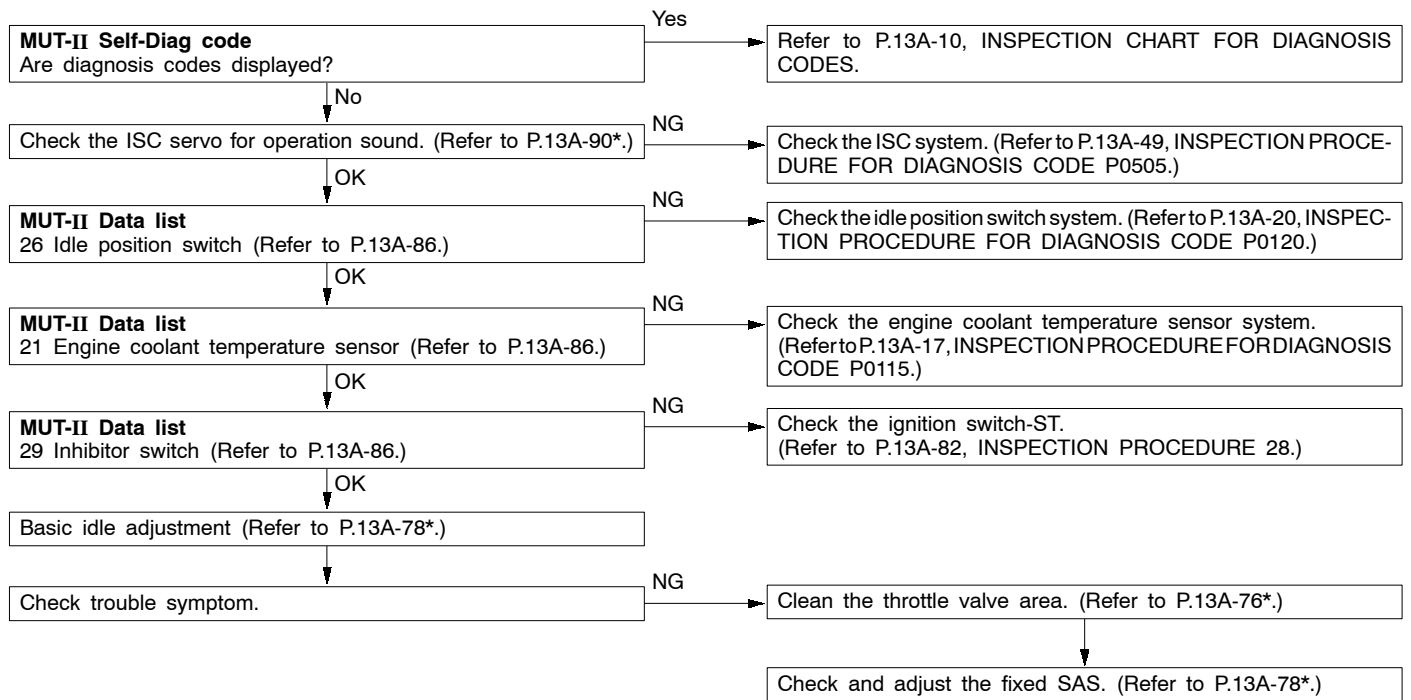 MUT-II Self-Diag code
Are diagnosis codes displayed?
Yes
Refer to P.13A-10, INSPECTION CHART FOR DIAGNOSIS
CODES.
No
Check the ISC servo for operation sound. (Refer to P.13A-90*.)
NG
Check the ISC system. (Refer to P.13A-49, INSPECTION PROCE-
DURE FOR DIAGNOSIS CODE P0505.)
OK
MUT-II Data list
26 Idle position switch (Refer to P.13A-86.)
NG
Check the idle position switch system. (Refer to P.13A-20, INSPEC-
TION PROCEDURE FOR DIAGNOSIS CODE P0120.)
OK
MUT-II Data list
21 Engine coolant temperature sensor (Refer to P.13A-86.)
NG
Check the engine coolant temperature sensor system.
(Refer to P.13A-17, INSPECTION PROCEDURE FOR DIAGNOSIS
CODE P0115.)
OK
MUT-II Data list
29 Inhibitor switch (Refer to P.13A-86.)
NG
Check the ignition switch-ST.
(Refer to P.13A-82, INSPECTION PROCEDURE 28.)
OK
Basic idle adjustment (Refer to P.13A-78*.)
Check trouble symptom.
NG
Clean the throttle valve area. (Refer to P.13A-76*.)
Check and adjust the fixed SAS. (Refer to P.13A-78*.)